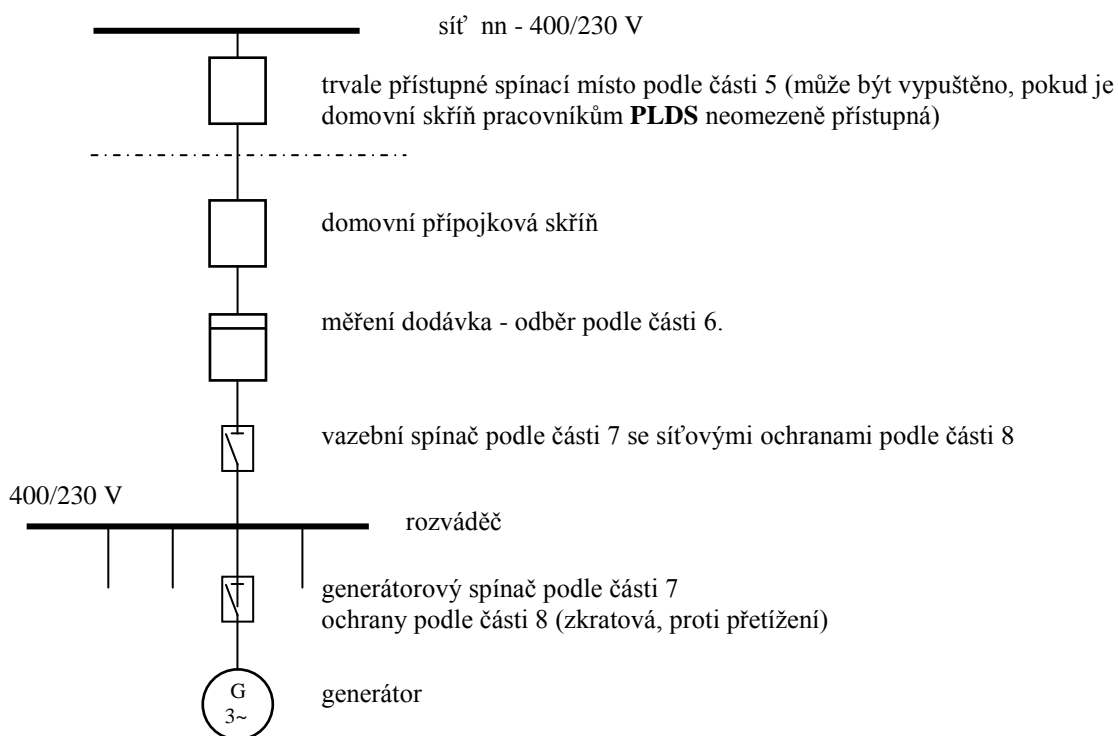 síť nn - 400/230 V
trvale přístupné spínací místo podle části 5 (může být vypuštěno, pokud je
domovní skříň pracovníkům PLDS neomezeně přístupná)
domovní přípojková skříň
měření dodávka - odběr podle části 6.
vazební spínač podle části 7 se síťovými ochranami podle části 8
400/230 V
rozváděč
generátorový spínač podle části 7
ochrany podle části 8 (zkratová, proti přetížení)
G
3~
generátor